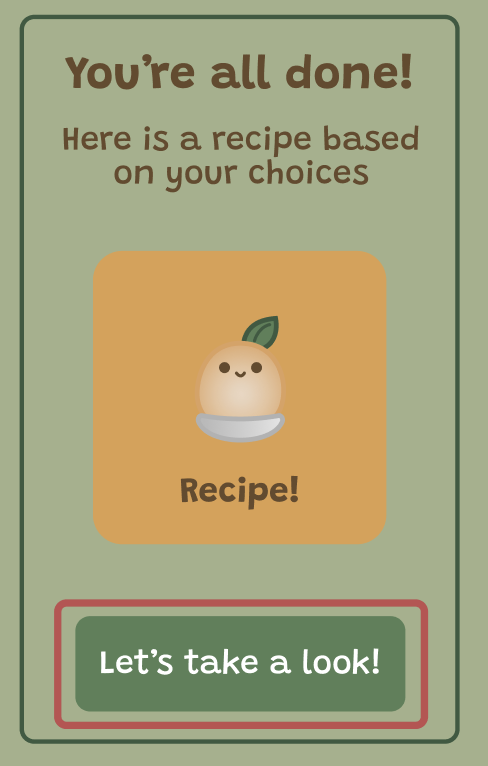 You’re all done!
Here is a recipe based
on your choices
Recipe!
Let’s take a look!